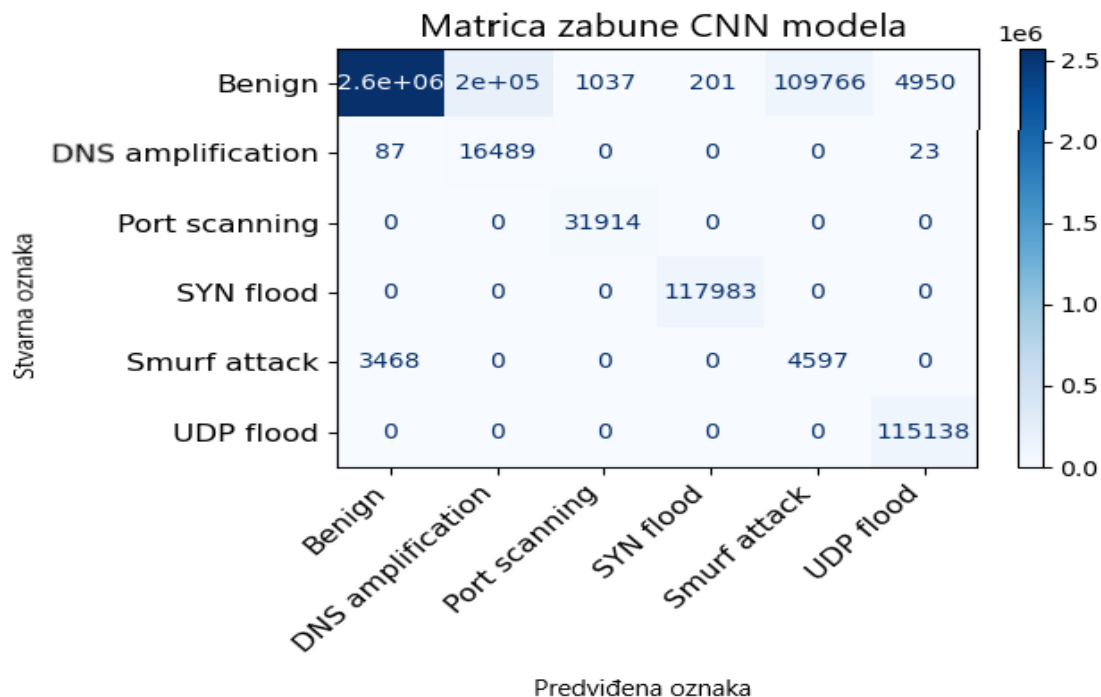 Matrica zabune CNN modela
1e6
Benign 2.6e+06 2e+05 1037 201 109766 4950
DNS amplification 87 16489 0 0 0 23
Port scanning 0 0 31914 0 0 0
SYN flood 0 0 0 117983 0 0
Smurf attack 3468 0 0 0 4597 0
UDP flood 0 0 0 0 0 115138
Stvarna oznaka
2.5
2.0
1.5
1.0
0.5
0.0
Benign
DNS amplification
Port scanning
SYN flood
Smurf attack
UDP flood
Predviđena oznaka